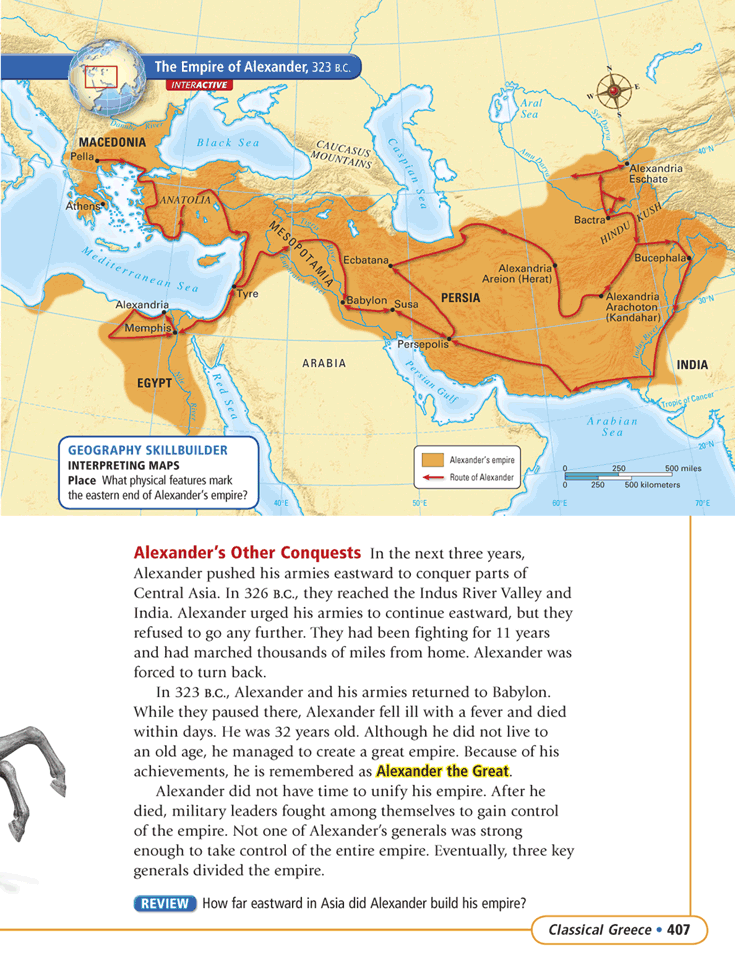 The Empire of Alexander, 323 B.C.
INTERACTIVE
N
W
E
S
Aral
Sea
Syr Darya
Amu Darya
40°N
Danube River
MACEDONIA
Pella
Black Sea
CAUCASUS
MOUNTAINS
Caspian Sea
Alexandria
Eschate
Athens
ANATOLIA
Bactra
HINDU KUSH
MESOPOTAMIA
Ecbatana
Bucephala
Mediterranean Sea
Euphrates River
Alexandria
Areion (Herat)
Tyre
Babylon
Susa
PERSIA
Alexandria
Arachoton
(Kandahar)
30°N
Alexandria
Memphis
Persepolis
Indus River
ARABIA
Persian Gulf
INDIA
EGYPT
Nile River
Red Sea
Tropic of Cancer
Arabian
Sea
20°N
GEOGRAPHY SKILLBUILDER
INTERPRETING MAPS
Place What physical features mark
the eastern end of Alexander's empire?
Alexander's empire
Route of Alexander
0 250 500 miles
0 250 500 kilometers
40°E
50°E
60°E
70°E
Alexander's Other Conquests In the next three years,
Alexander pushed his armies eastward to conquer parts of
Central Asia. In 326 B.C., they reached the Indus River Valley and
India. Alexander urged his armies to continue eastward, but they
refused to go any further. They had been fighting for 11 years
and had marched thousands of miles from home. Alexander was
forced to turn back.
In 323 B.C., Alexander and his armies returned to Babylon.
While they paused there, Alexander fell ill with a fever and died
within days. He was 32 years old. Although he did not live to
an old age, he managed to create a great empire. Because of his
achievements, he is remembered as Alexander the Great.
Alexander did not have time to unify his empire. After he
died, military leaders fought among themselves to gain control
of the empire. Not one of Alexander's generals was strong
enough to take control of the entire empire. Eventually, three key
generals divided the empire.
REVIEW How far eastward in Asia did Alexander build his empire?
Classical Greece • 407